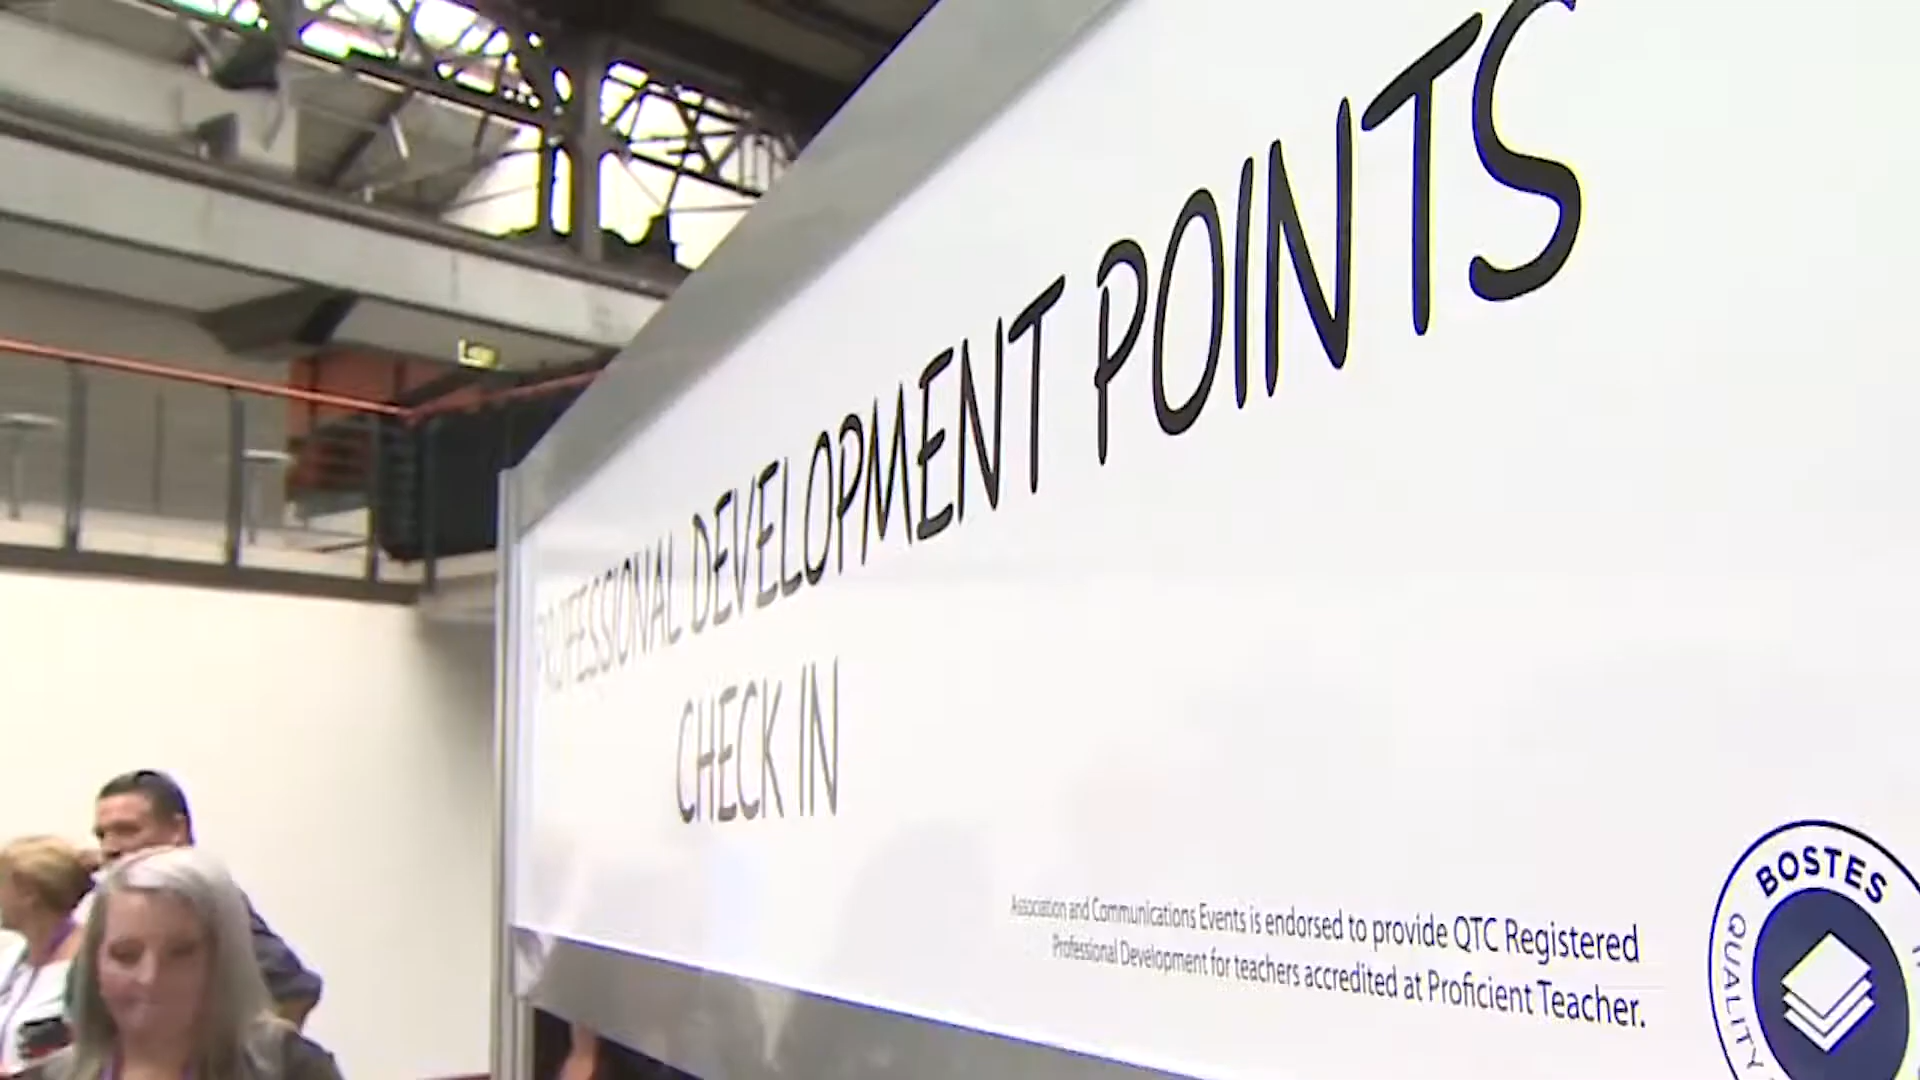 PROFESSIONAL DEVELOPMENT POINTS
CHECK IN
Association and Communications Events is endorsed to provide QTC Registered
Professional Development for teachers accredited at Proficient Teacher.
BOSTES
QUALITY